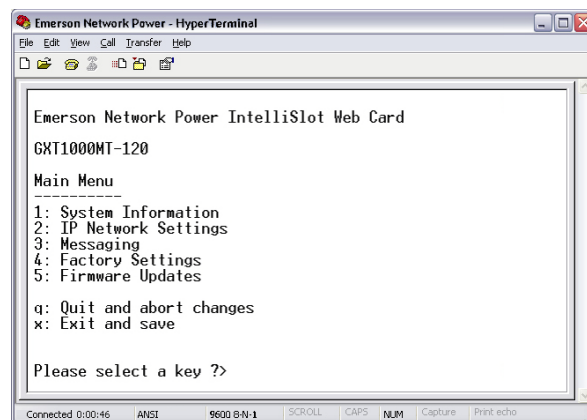 Emerson Network Power - HyperTerminal
File Edit View Call Transfer Help
Emerson Network Power IntelliSlot Web Card
GXT1000MT-120
Main Menu
----------
1: System Information
2: IP Network Settings
3: Messaging
4: Factory Settings
5: Firmware Updates
q: Quit and abort changes
x: Exit and save
Please select a key ?>
Connected 0:00:46 ANSI 9600 8-N-1 SCROLL CAPS NUM Capture Print echo